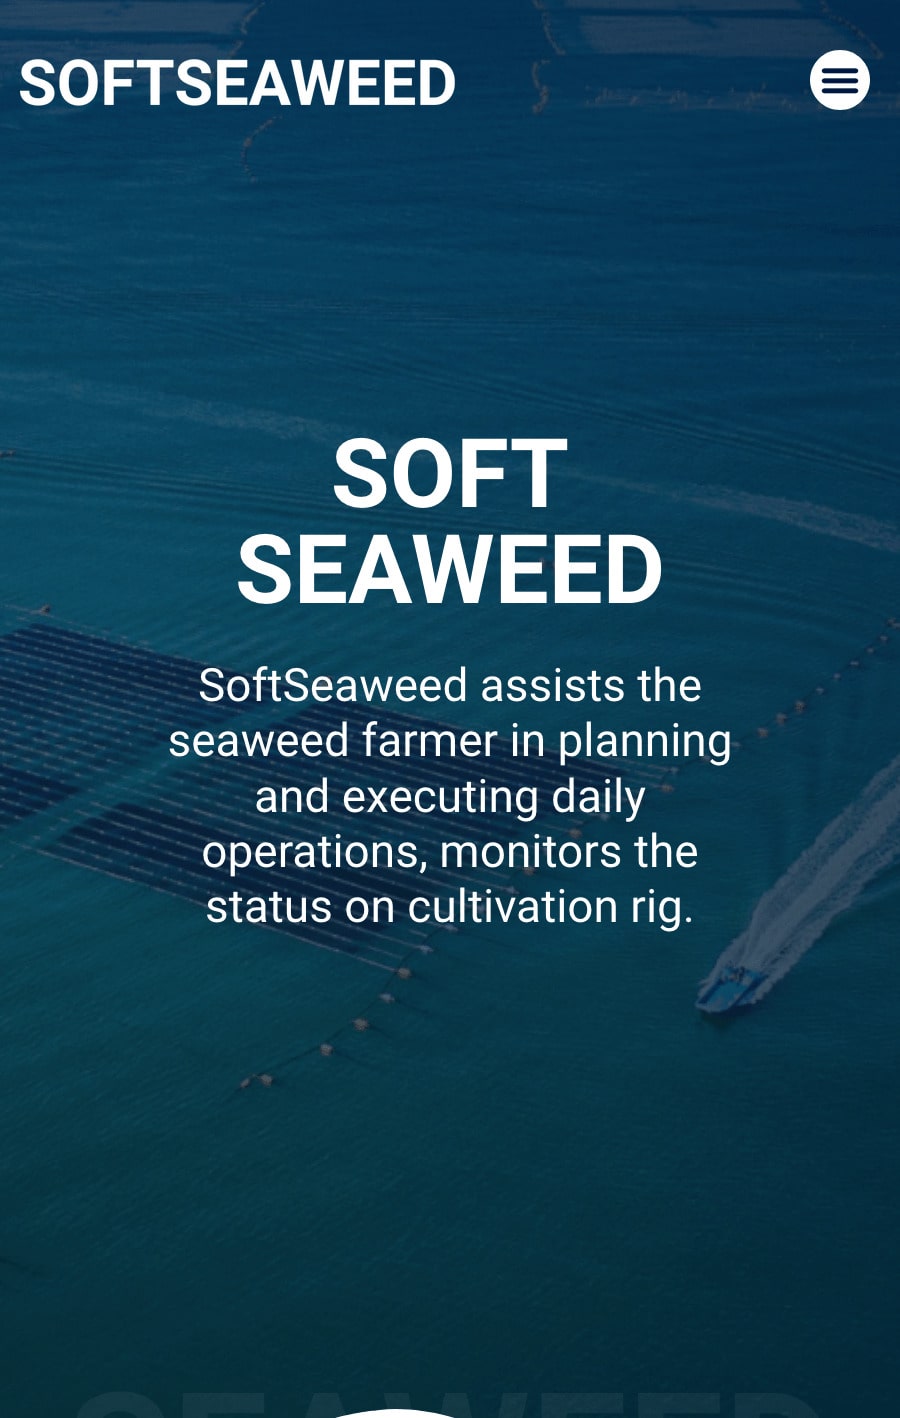 SOFTSEAWEED
SOFT
SEAWEED
SoftSeaweed assists the
seaweed farmer in planning
and executing daily
operations, monitors the
status on cultivation rig.
SEAWEED